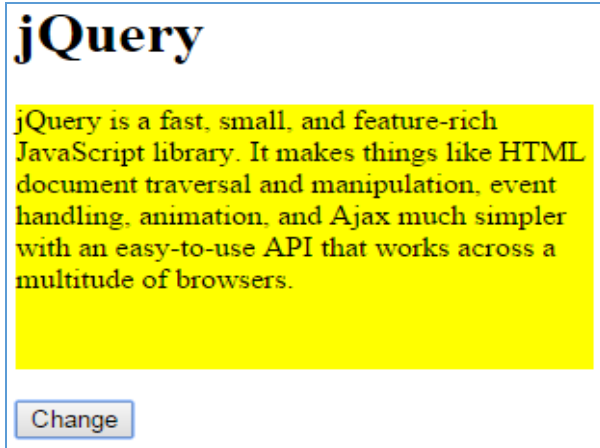 jQuery
jQuery is a fast, small, and feature-rich
JavaScript library. It makes things like HTML
document traversal and manipulation, event
handling, animation, and Ajax much simpler
with an easy-to-use API that works across a
multitude of browsers.
Change